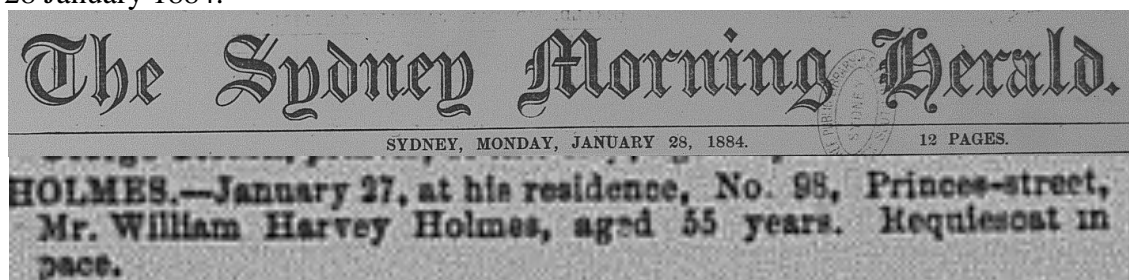 28 January 1884.
The Sydney Morning Herald.
SYDNEY, MONDAY, JANUARY 28, 1884. 12 PAGES.
HOLMES.—January 27, at his residence, No. 98, Princes-street,
Mr. William Harvey Holmes, aged 55 years. Requiescat in
pace.